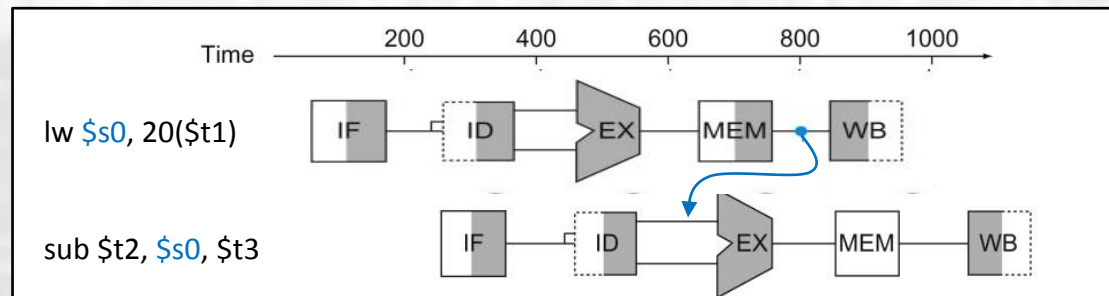 Time 200 400 600 800 1000
lw $s0, 20($t1) IF ID EX MEM WB
sub $t2, $s0, $t3 IF ID EX MEM WB